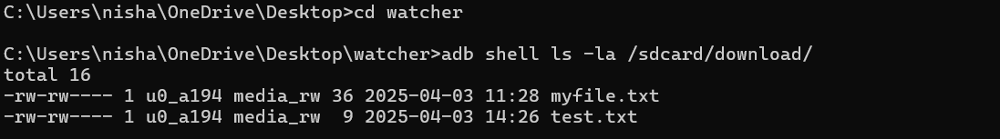 C:\Users\nisha\OneDrive\Desktop>cd watcher
C:\Users\nisha\OneDrive\Desktop\watcher>adb shell ls -la /sdcard/download/
total 16
-rw-rw---- 1 u0_a194 media_rw 36 2025-04-03 11:28 myfile.txt
-rw-rw---- 1 u0_a194 media_rw  9 2025-04-03 14:26 test.txt